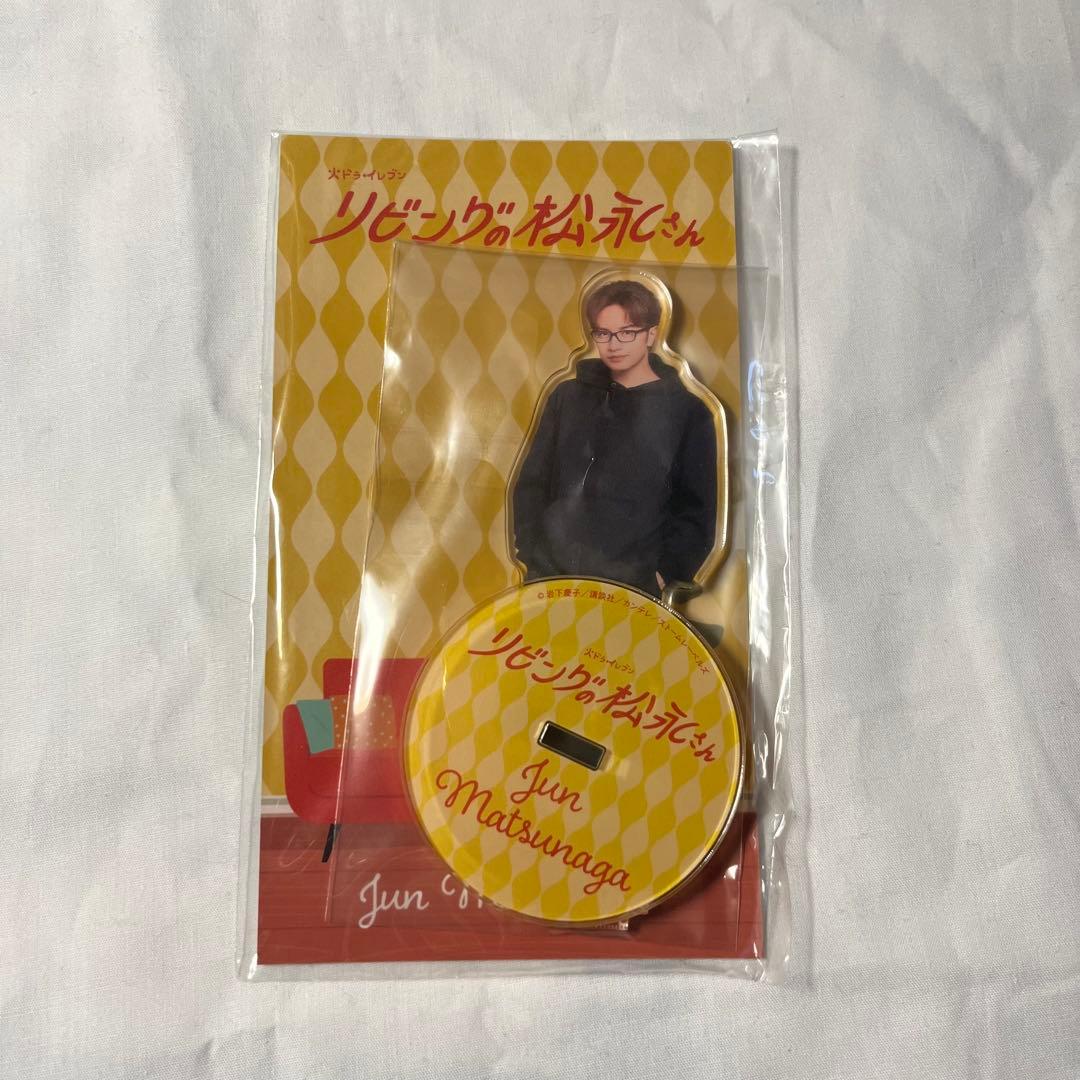 火ドラ★イレブン
リビングの松永さん
©岩下慶子/講談社/カンテレ/ストームレーベルズ
火ドラ★イレブン
リビングの松永さん
Jun
Matsunaga
Jun